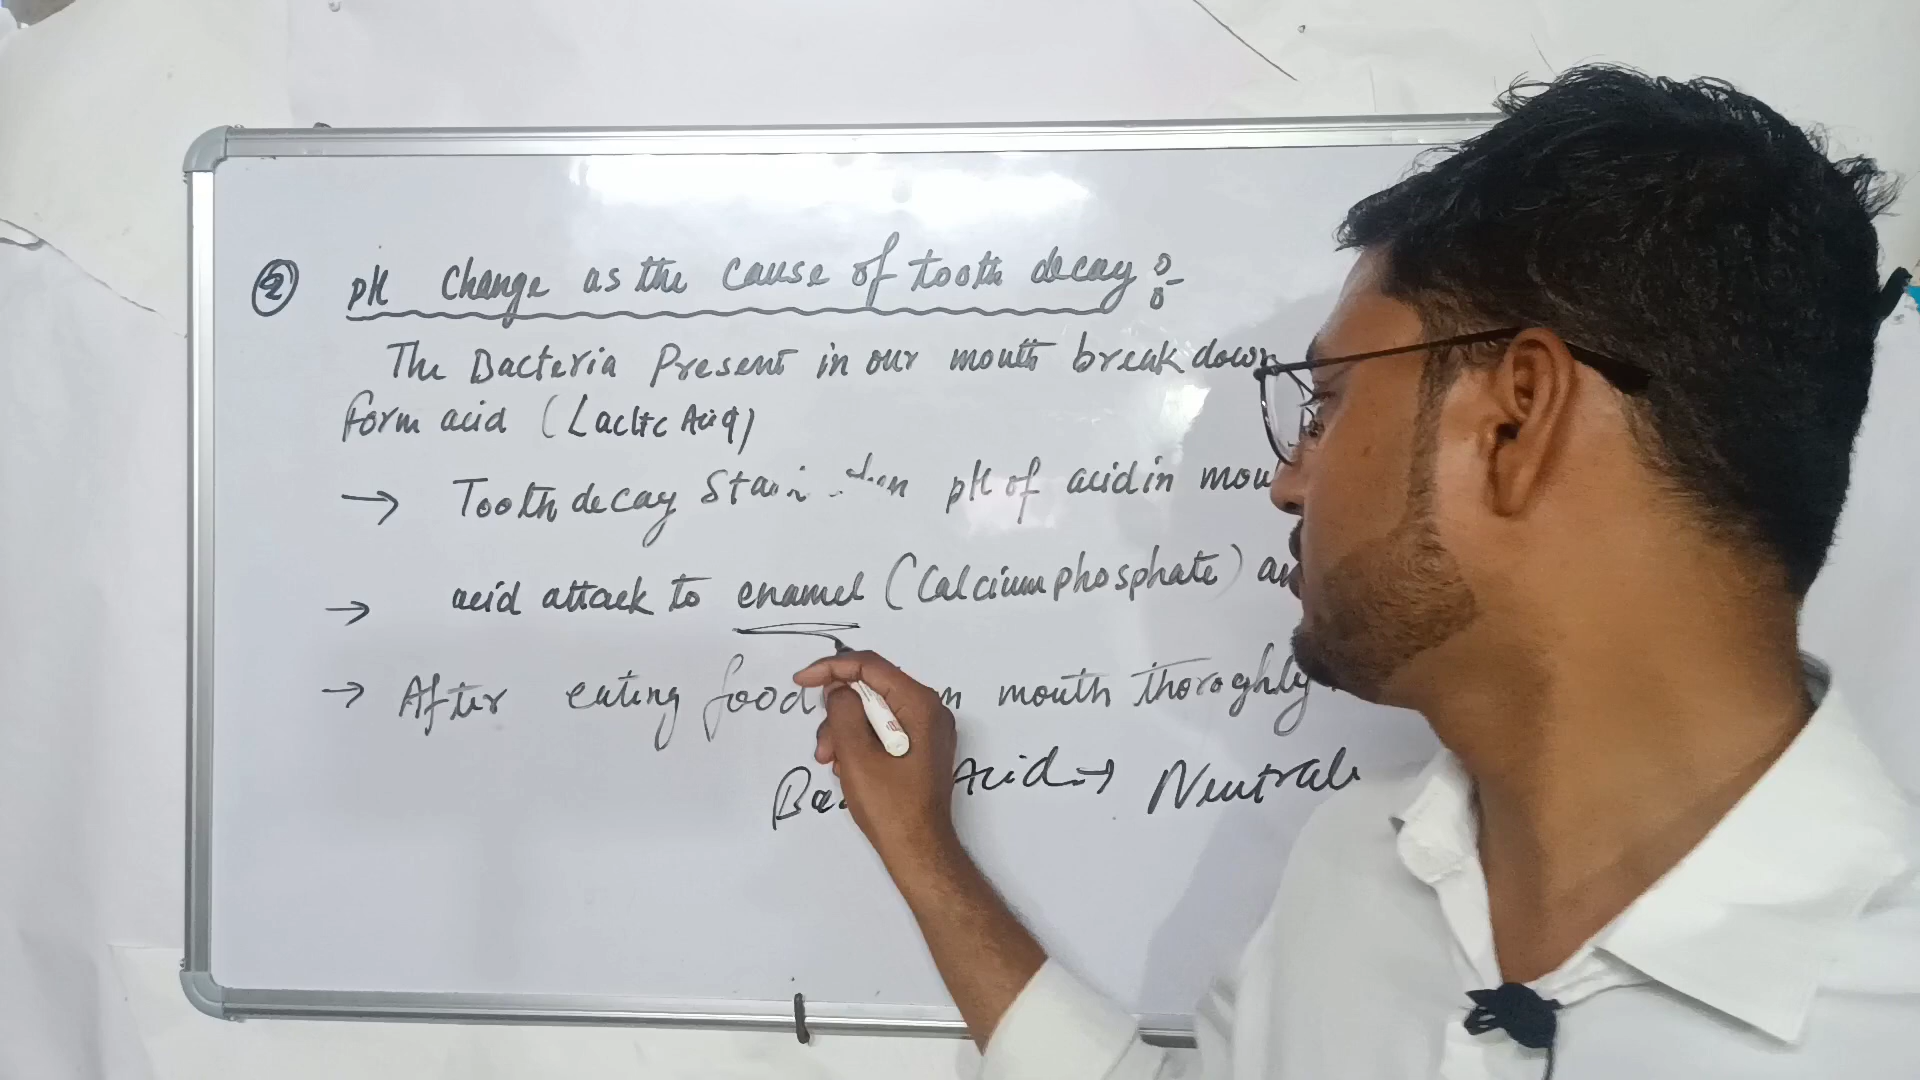 ② pH Change as the cause of tooth decay :-
The Bacteria Present in our mouth break down
form acid (Lactic Acid)
→ Tooth decay pH of acid in
→ acid attack to enamel (Calcium phosphate)
→ After eating food mouth thoroghly
Acid → Neutral